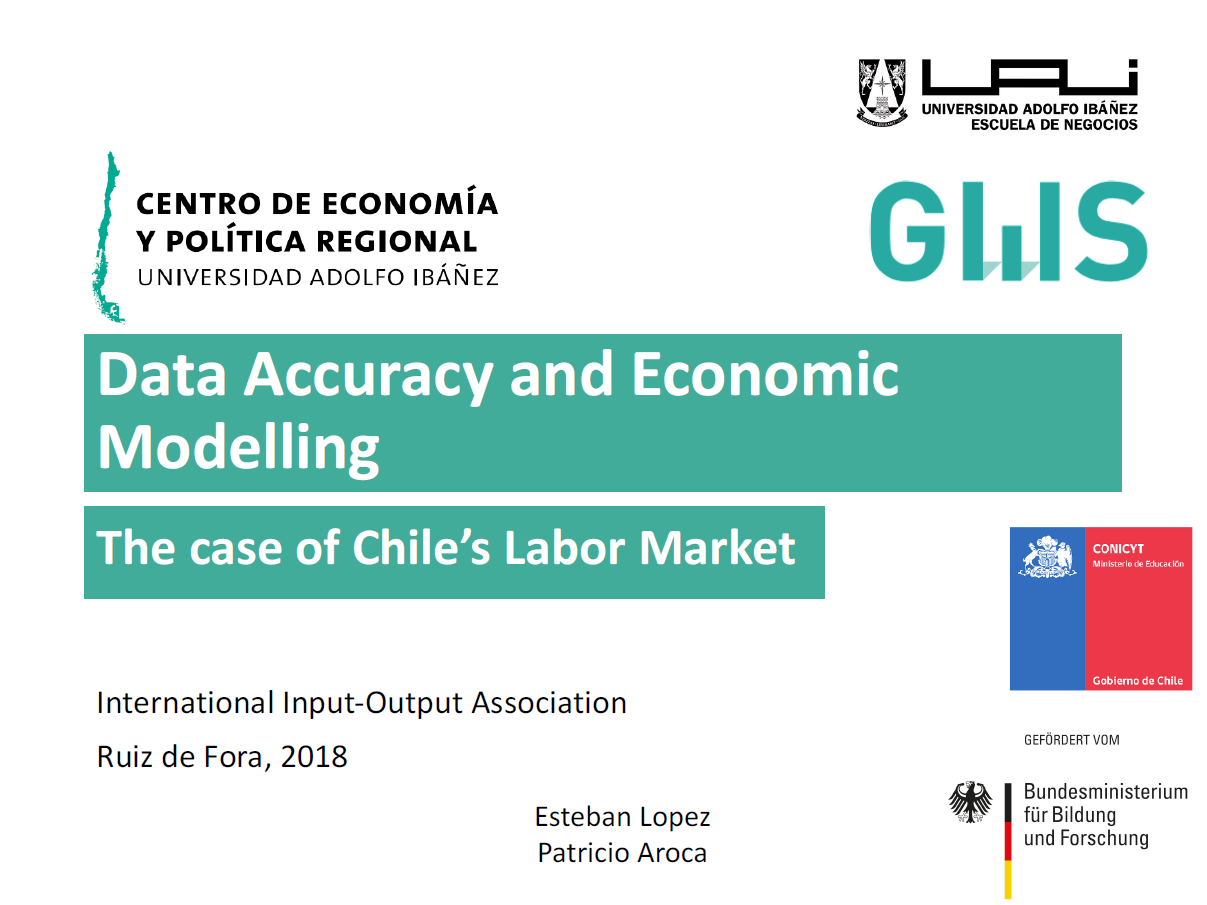 UNIVERSIDAD ADOLFO IBÁÑEZ
ESCUELA DE NEGOCIOS
CENTRO DE ECONOMÍA
Y POLÍTICA REGIONAL
UNIVERSIDAD ADOLFO IBÁÑEZ
GWS
Data Accuracy and Economic
Modelling
The case of Chile's Labor Market
CONICYT
Ministerio de Educación
Gobierno de Chile
International Input-Output Association
Ruiz de Fora, 2018
GEFÖRDERT VOM
Bundesministerium
für Bildung
und Forschung
Esteban Lopez
Patricio Aroca